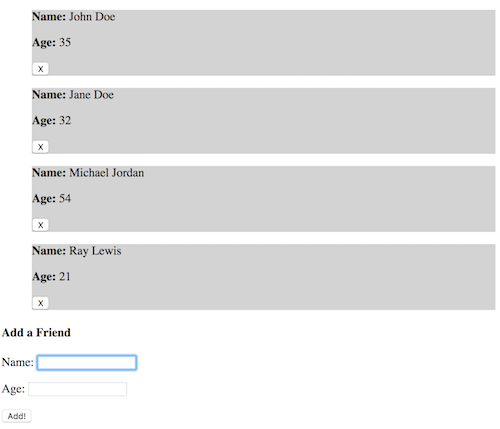 Name: John Doe
Age: 35
X
Name: Jane Doe
Age: 32
X
Name: Michael Jordan
Age: 54
X
Name: Ray Lewis
Age: 21
X
Add a Friend
Name:
Age:
Add!